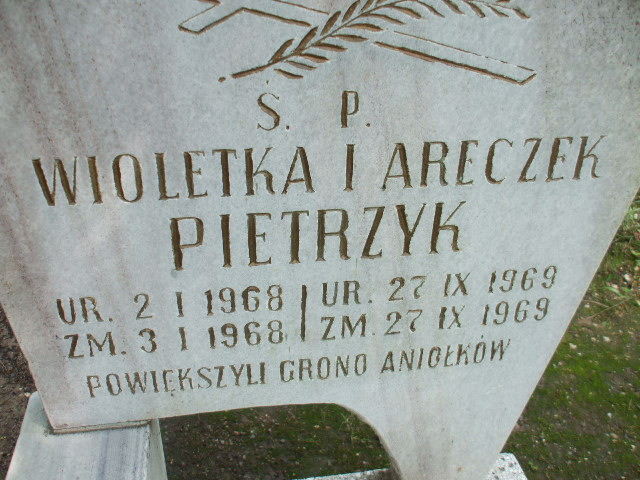 Ś. P.
WIOLETKA I ARECZEK
PIETRZYK
UR. 2 I 1968 | UR. 27 IX 1969
ZM. 3 I 1968 | ZM. 27 IX 1969
POWIĘKSZYLI GRONO ANIOŁKÓW